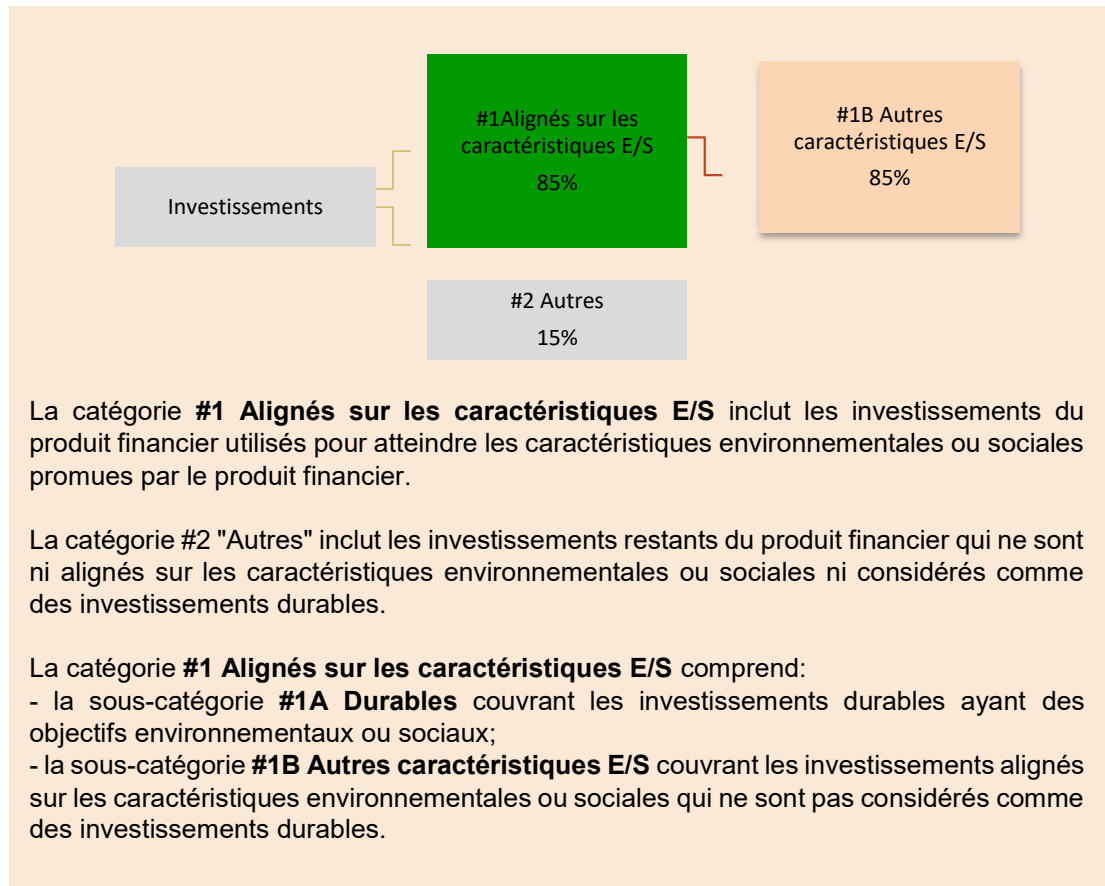 #1Alignés sur les
caractéristiques E/S
85%
#1B Autres
caractéristiques E/S
85%
Investissements
#2 Autres
15%
La catégorie #1 Alignés sur les caractéristiques E/S inclut les investissements du
produit financier utilisés pour atteindre les caractéristiques environnementales ou sociales
promues par le produit financier.
La catégorie #2 "Autres" inclut les investissements restants du produit financier qui ne sont
ni alignés sur les caractéristiques environnementales ou sociales ni considérés comme
des investissements durables.
La catégorie #1 Alignés sur les caractéristiques E/S comprend:
- la sous-catégorie #1A Durables couvrant les investissements durables ayant des
objectifs environnementaux ou sociaux;
- la sous-catégorie #1B Autres caractéristiques E/S couvrant les investissements alignés
sur les caractéristiques environnementales ou sociales qui ne sont pas considérés comme
des investissements durables.